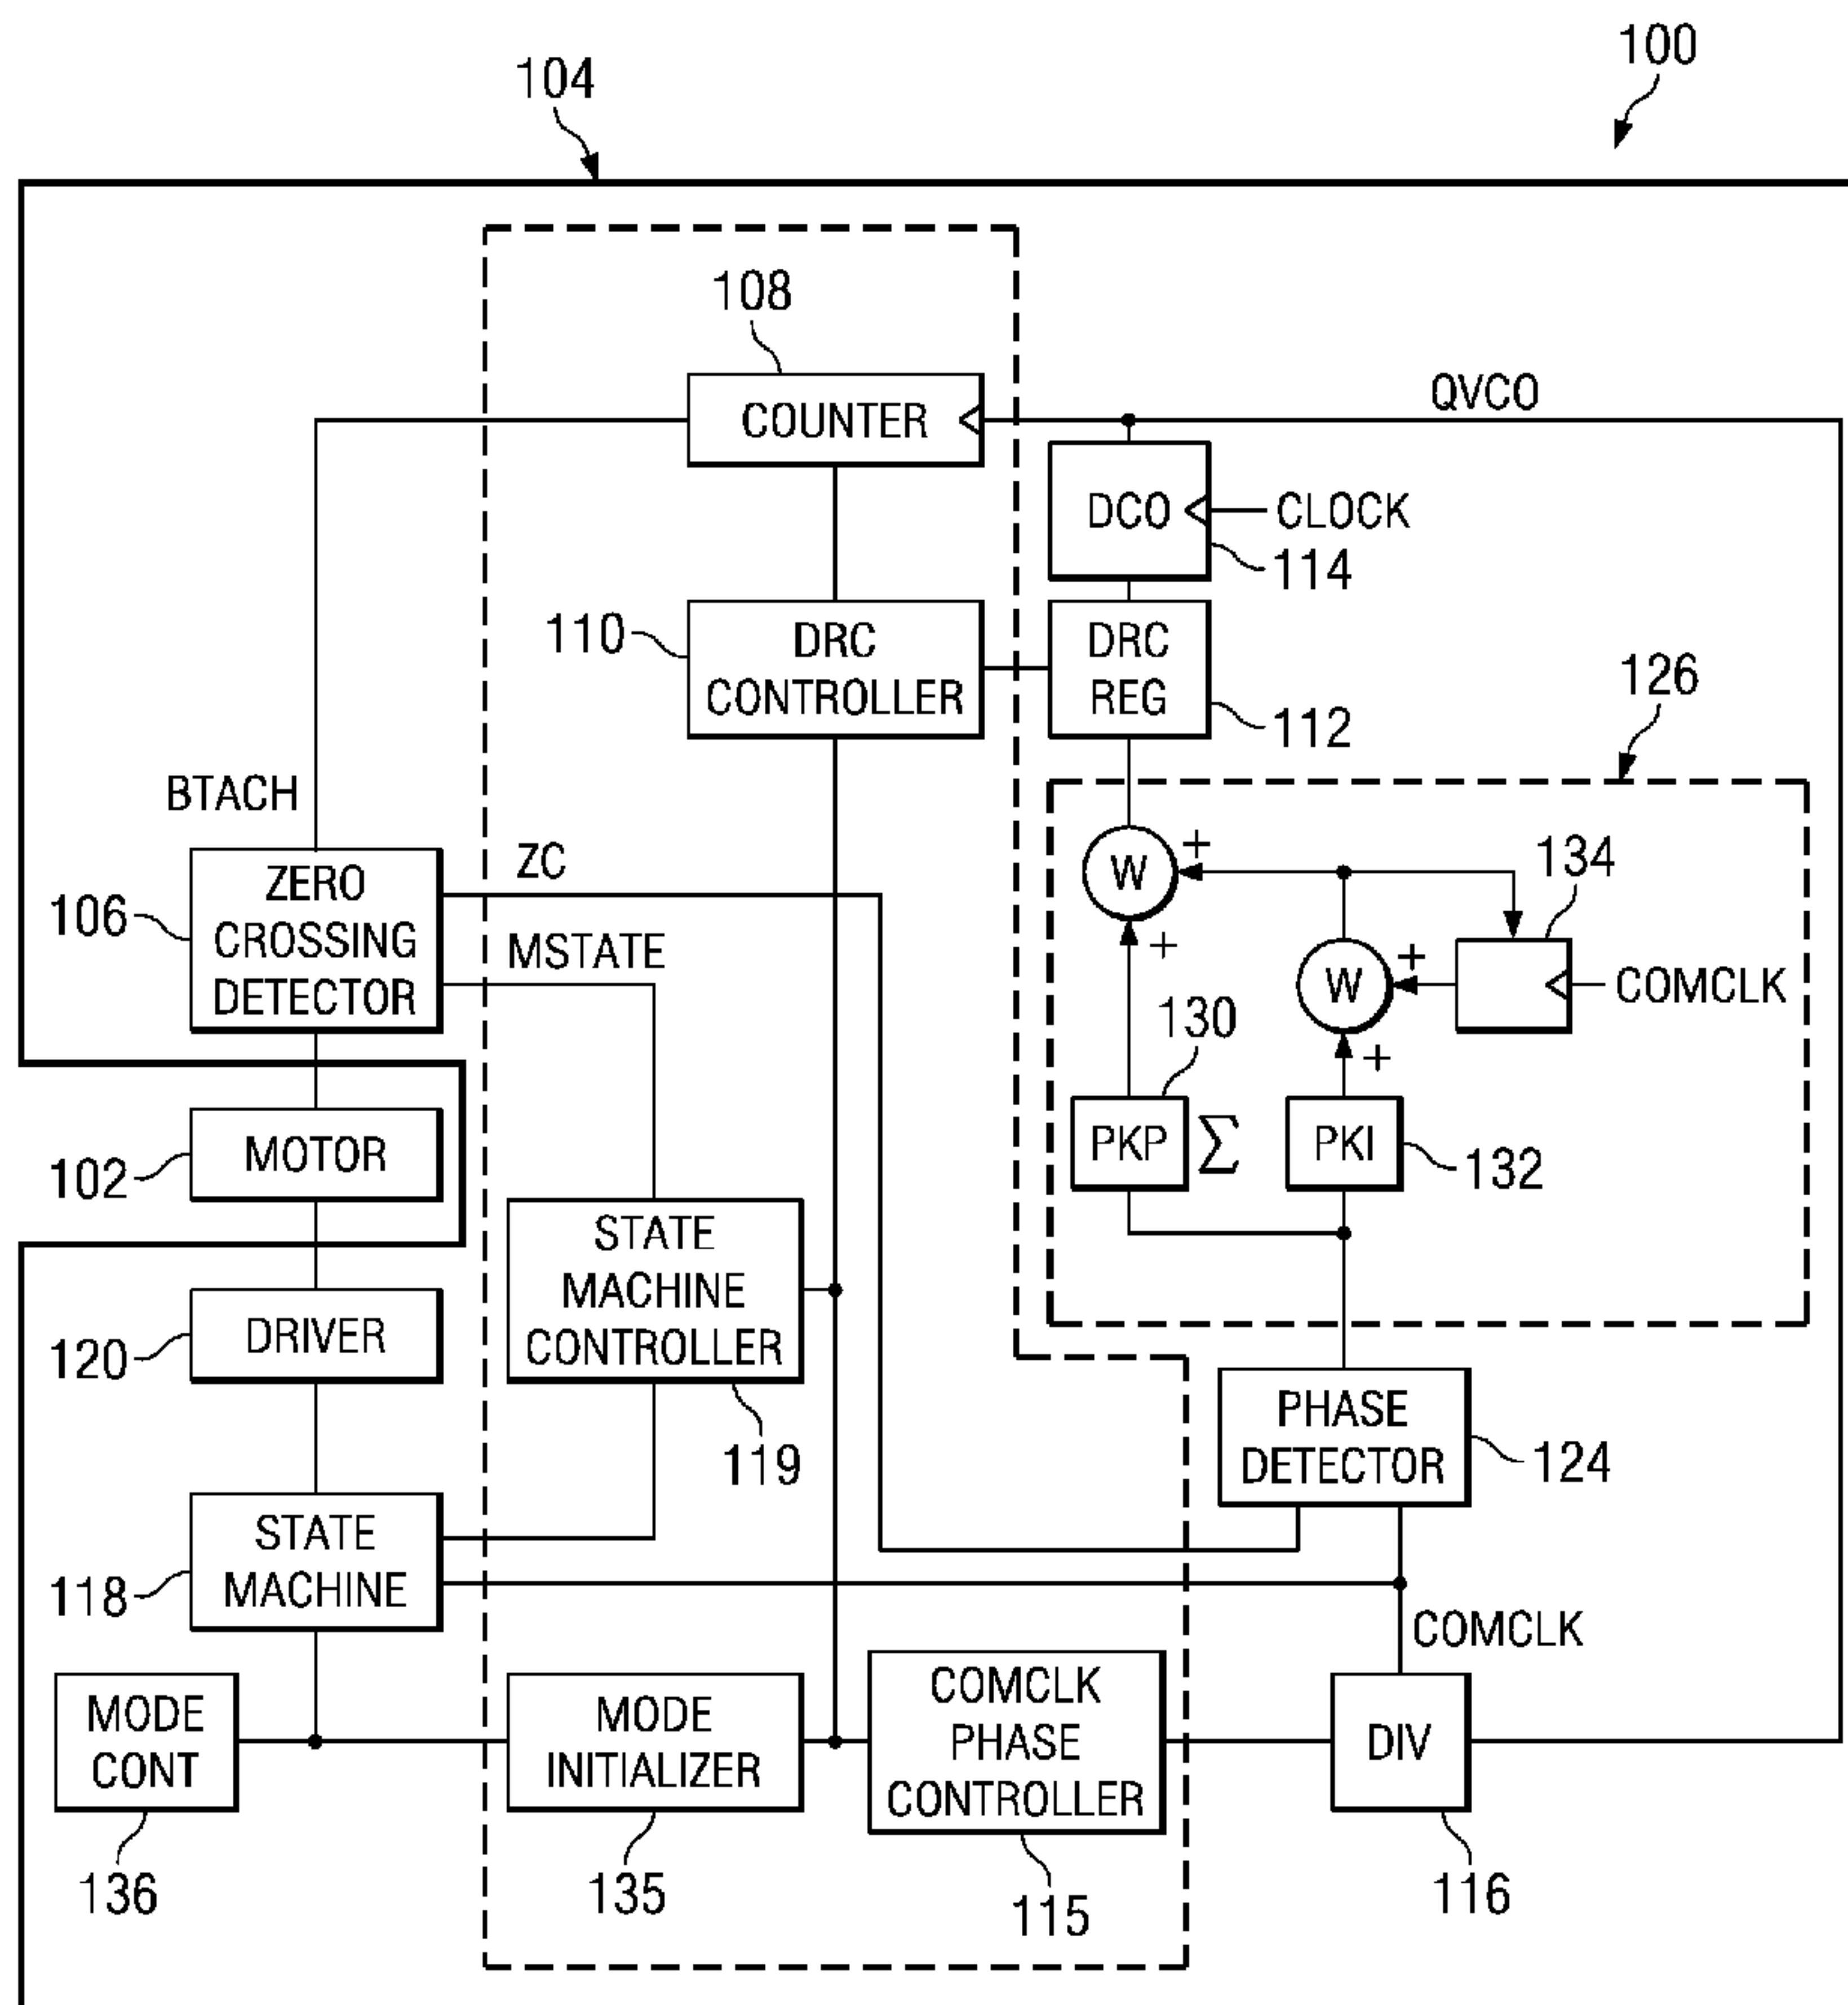 100
104
108
COUNTER
QVCO
DCO
CLOCK
114
110
DRC
CONTROLLER
DRC
REG
112
126
BTACH
ZC
106
ZERO
CROSSING
DETECTOR
MSTATE
W
+
+
134
W
+
+
COMCLK
130
PKP
Σ
PKI
132
102
MOTOR
STATE
MACHINE
CONTROLLER
119
120
DRIVER
PHASE
DETECTOR
124
118
STATE
MACHINE
COMCLK
MODE
CONT
136
MODE
INITIALIZER
135
COMCLK
PHASE
CONTROLLER
115
DIV
116